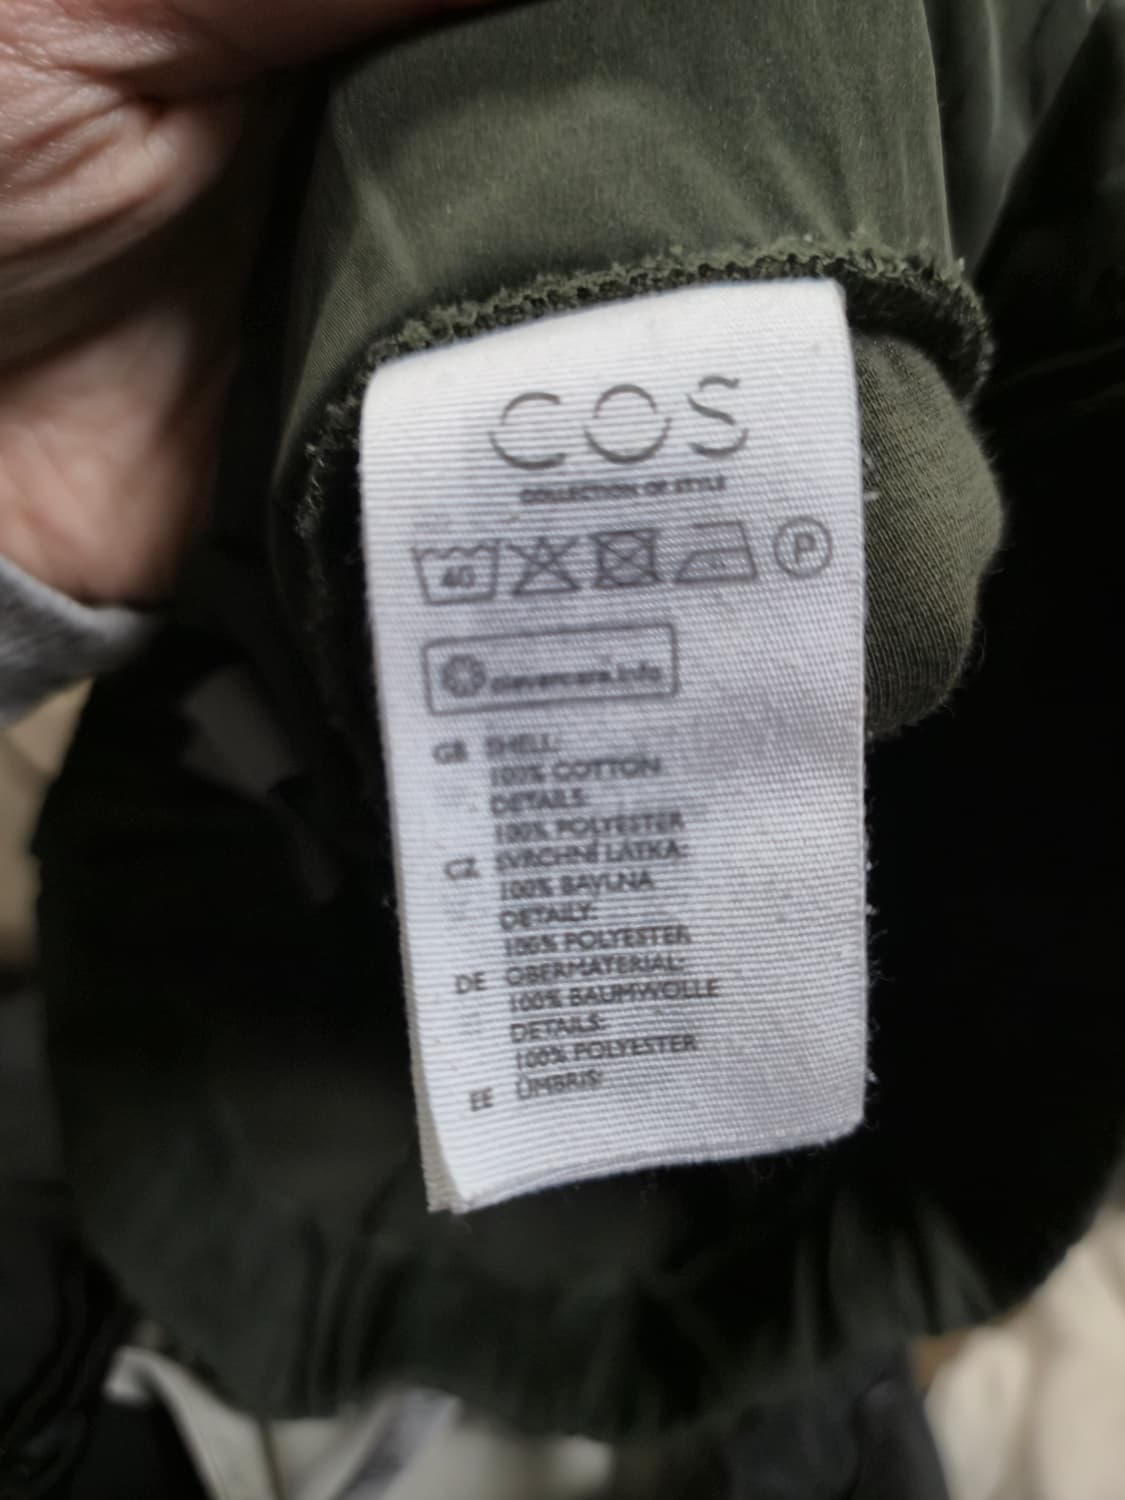 COS
COLLECTION OF STYLE
40
P
clevercare.info
GB SHELL:
100% COTTON
DETAILS:
100% POLYESTER
CZ SVRCHNÍ LÁTKA:
100% BAVLNA
DETAILY:
100% POLYESTER
DE OBERMATERIAL:
100% BAUMWOLLE
DETAILS:
100% POLYESTER
EE ÜMBRIS: